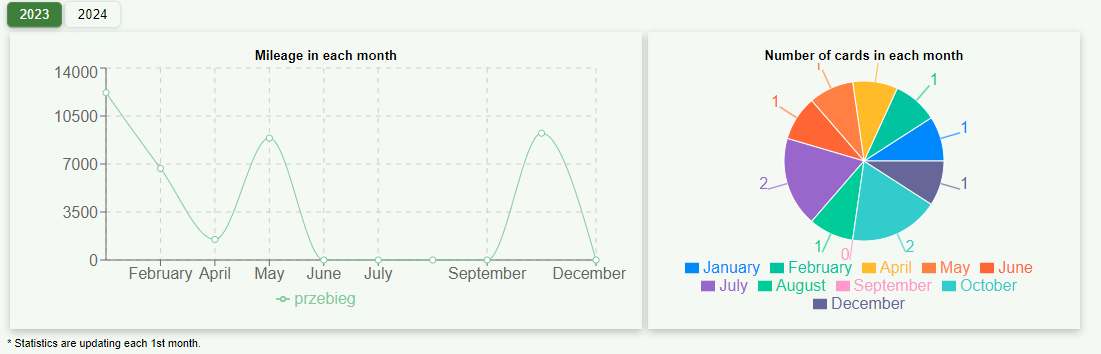 2023 2024
Mileage in each month
14000
10500
7000
3500
0
February April May June July September December
przebieg
Number of cards in each month
1
1
1
1
2
2
1
0
January February April May June
July August September October
December
* Statistics are updating each 1st month.